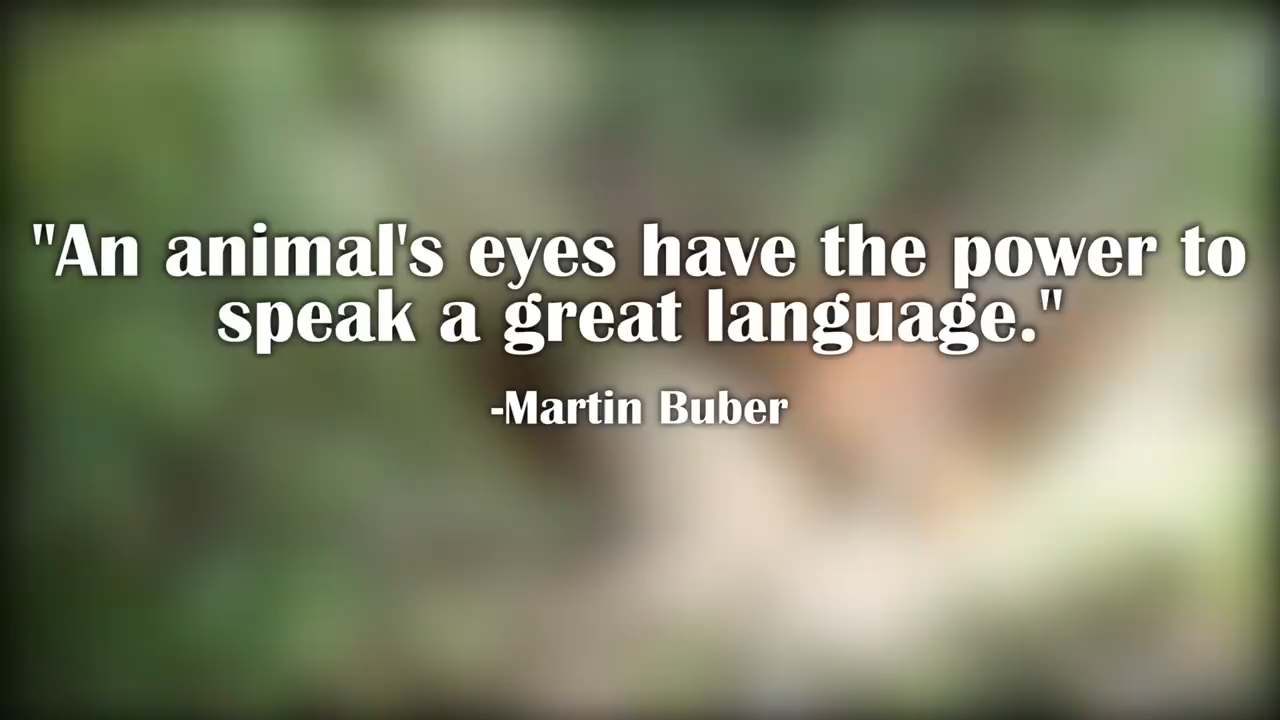 "An animal's eyes have the power to
speak a great language."
-Martin Buber